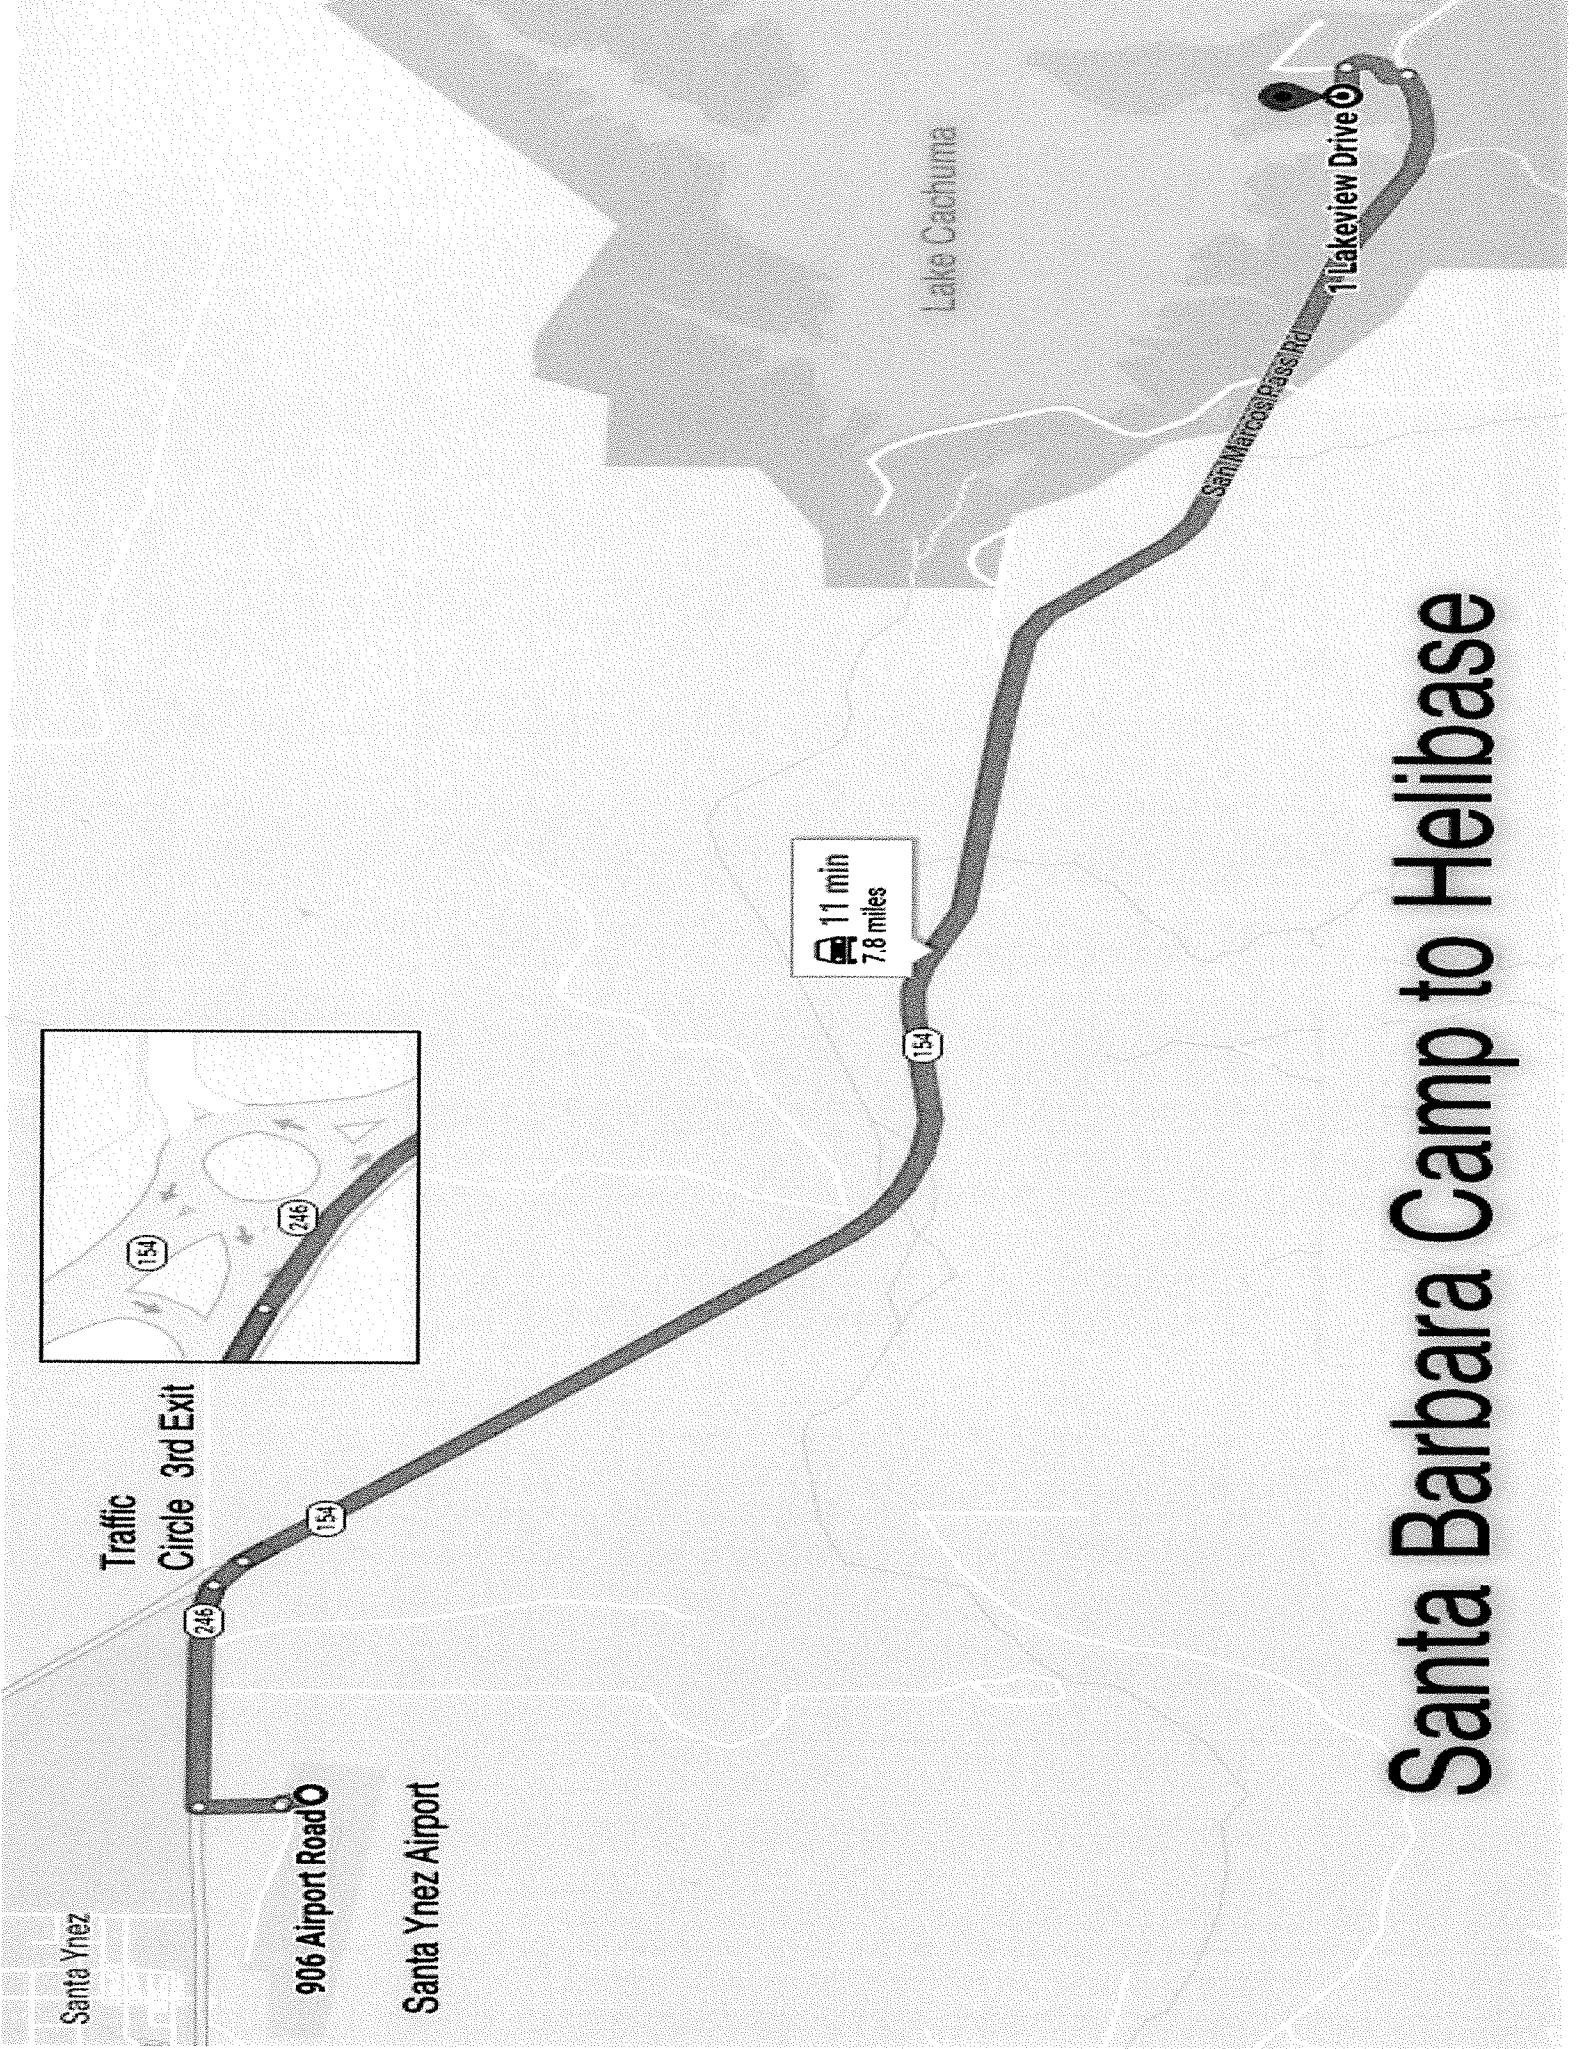 Santa Ynez
906 Airport Road
Santa Ynez Airport
246
Traffic
Circle 3rd Exit
154
154
246
154
11 min
7.8 miles
Lake Cachuma
San Marcos Pass Rd
1 Lakeview Drive
Santa Barbara Camp to Helibase